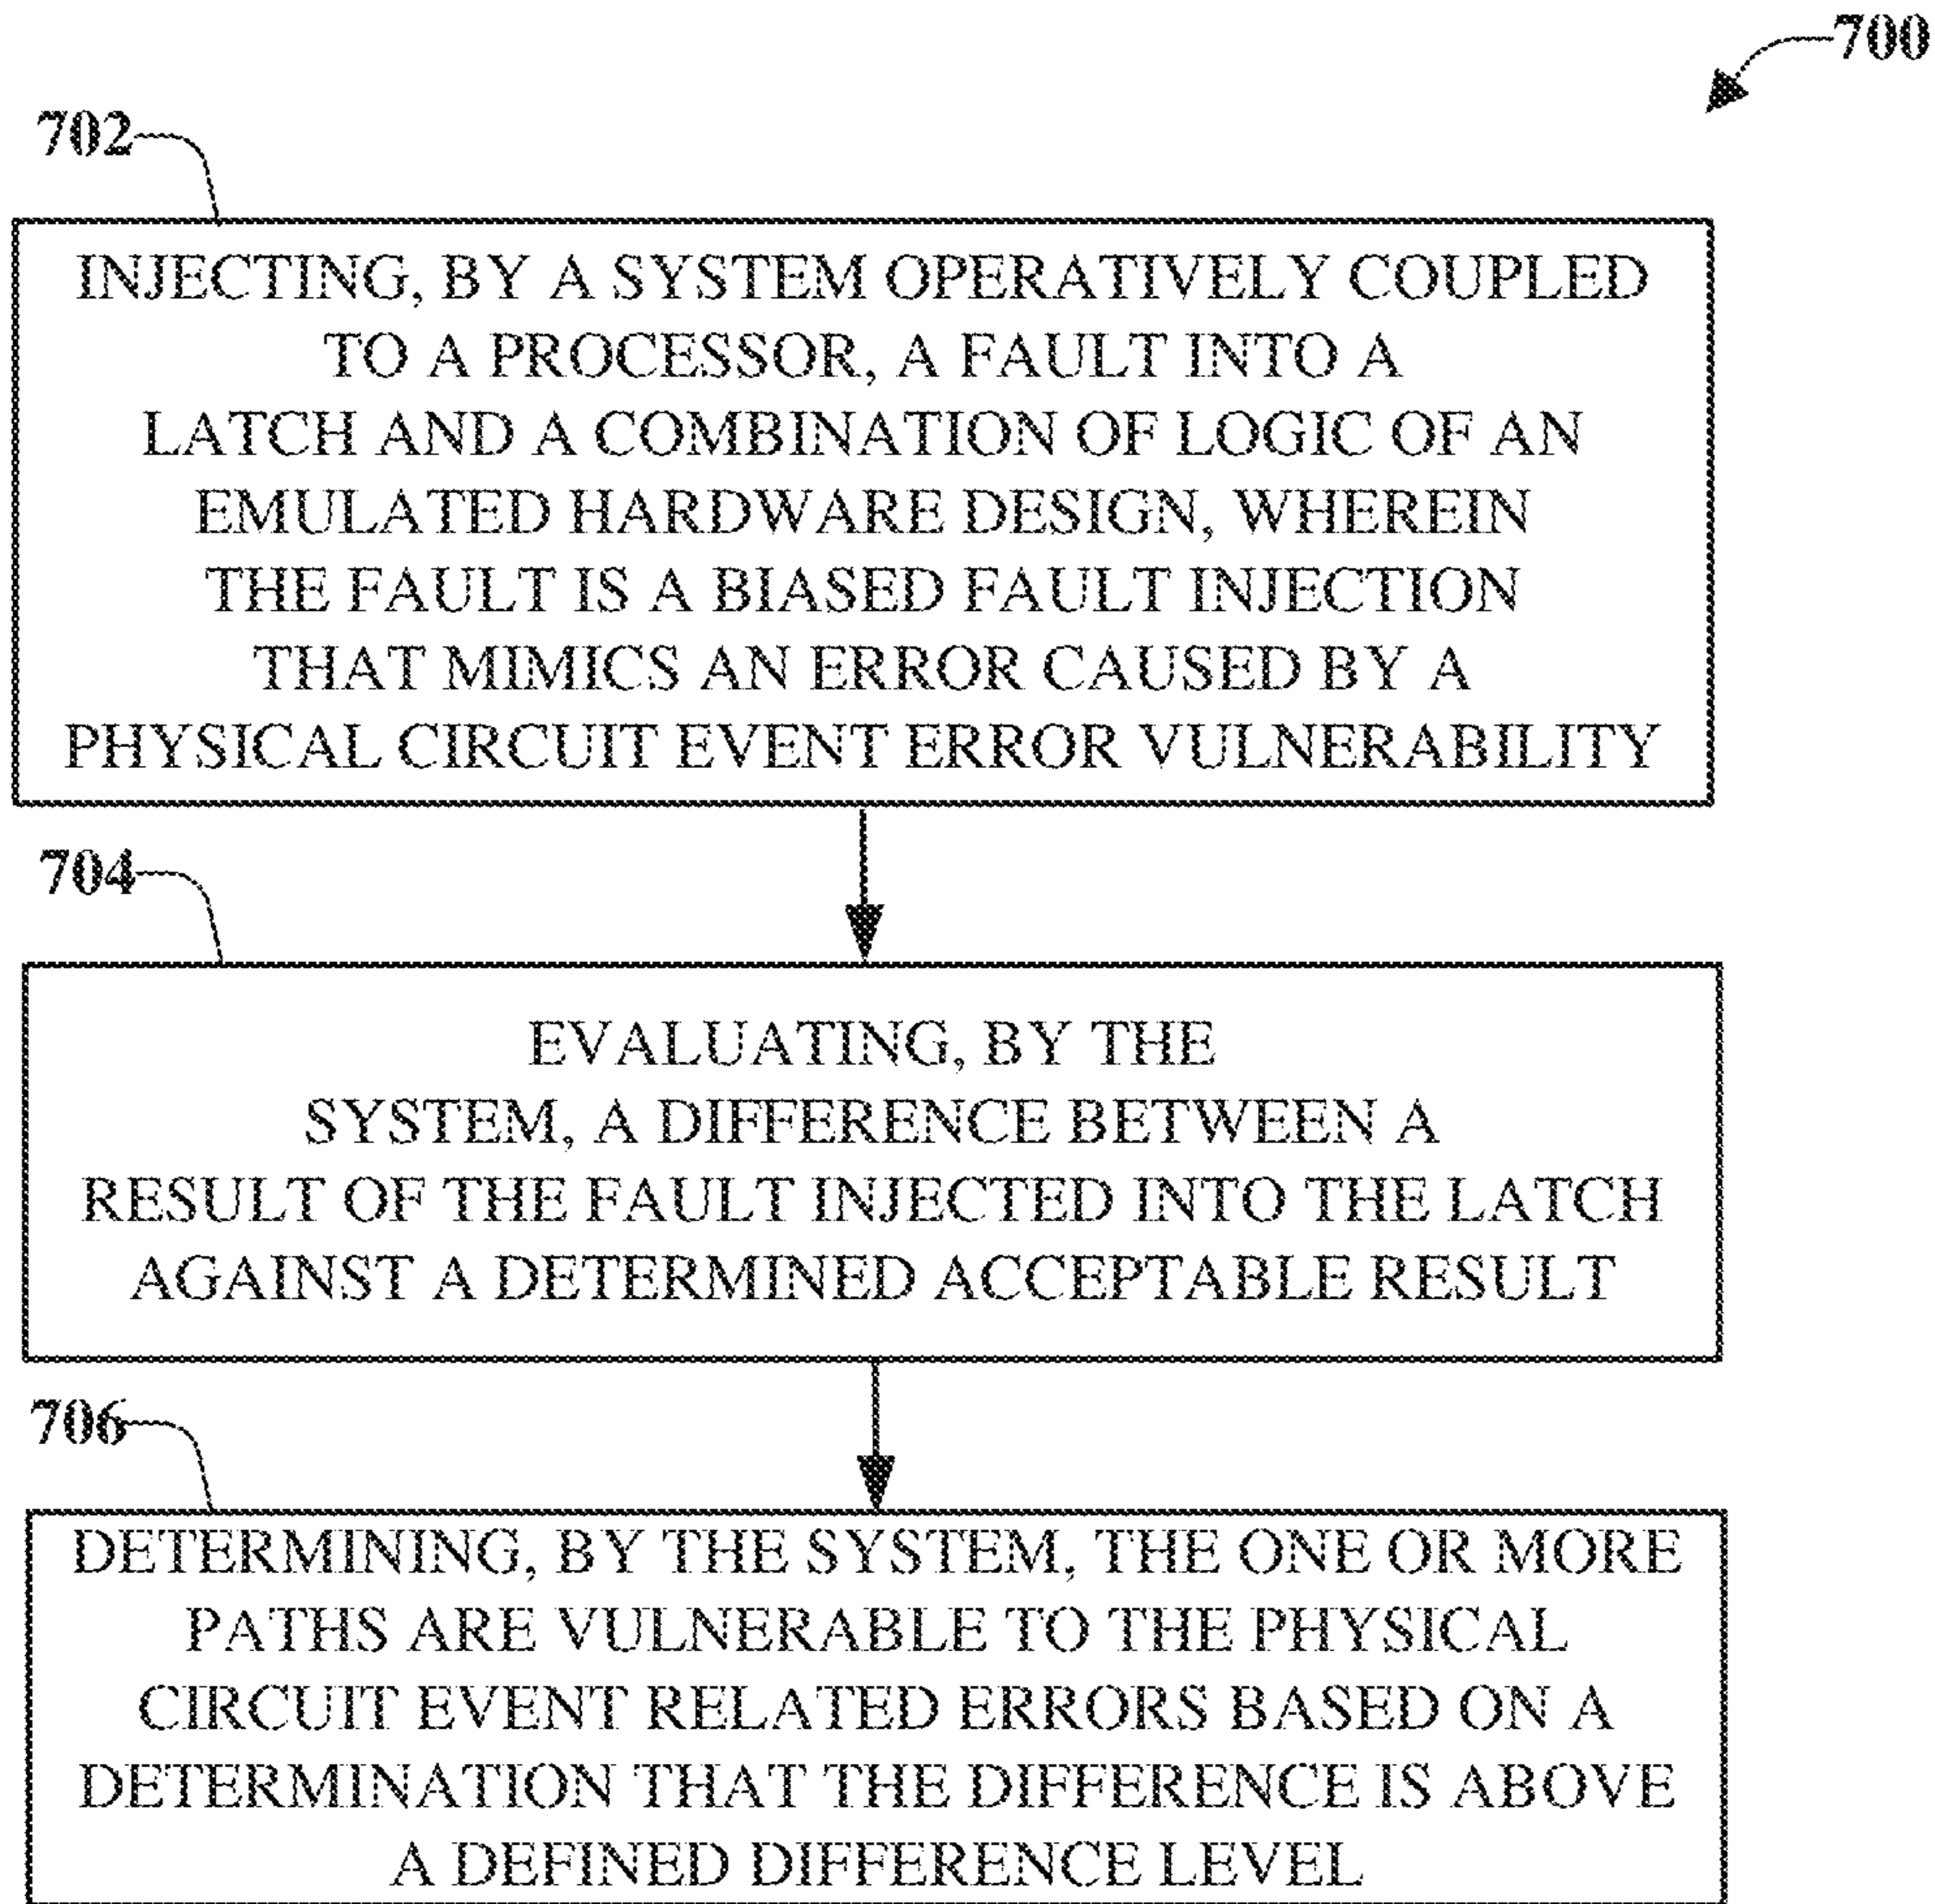 700
702
INJECTING, BY A SYSTEM OPERATIVELY COUPLED
TO A PROCESSOR, A FAULT INTO A
LATCH AND A COMBINATION OF LOGIC OF AN
EMULATED HARDWARE DESIGN, WHEREIN
THE FAULT IS A BIASED FAULT INJECTION
THAT MIMICS AN ERROR CAUSED BY A
PHYSICAL CIRCUIT EVENT ERROR VULNERABILITY
704
EVALUATING, BY THE
SYSTEM, A DIFFERENCE BETWEEN A
RESULT OF THE FAULT INJECTED INTO THE LATCH
AGAINST A DETERMINED ACCEPTABLE RESULT
706
DETERMINING, BY THE SYSTEM, THE ONE OR MORE
PATHS ARE VULNERABLE TO THE PHYSICAL
CIRCUIT EVENT RELATED ERRORS BASED ON A
DETERMINATION THAT THE DIFFERENCE IS ABOVE
A DEFINED DIFFERENCE LEVEL